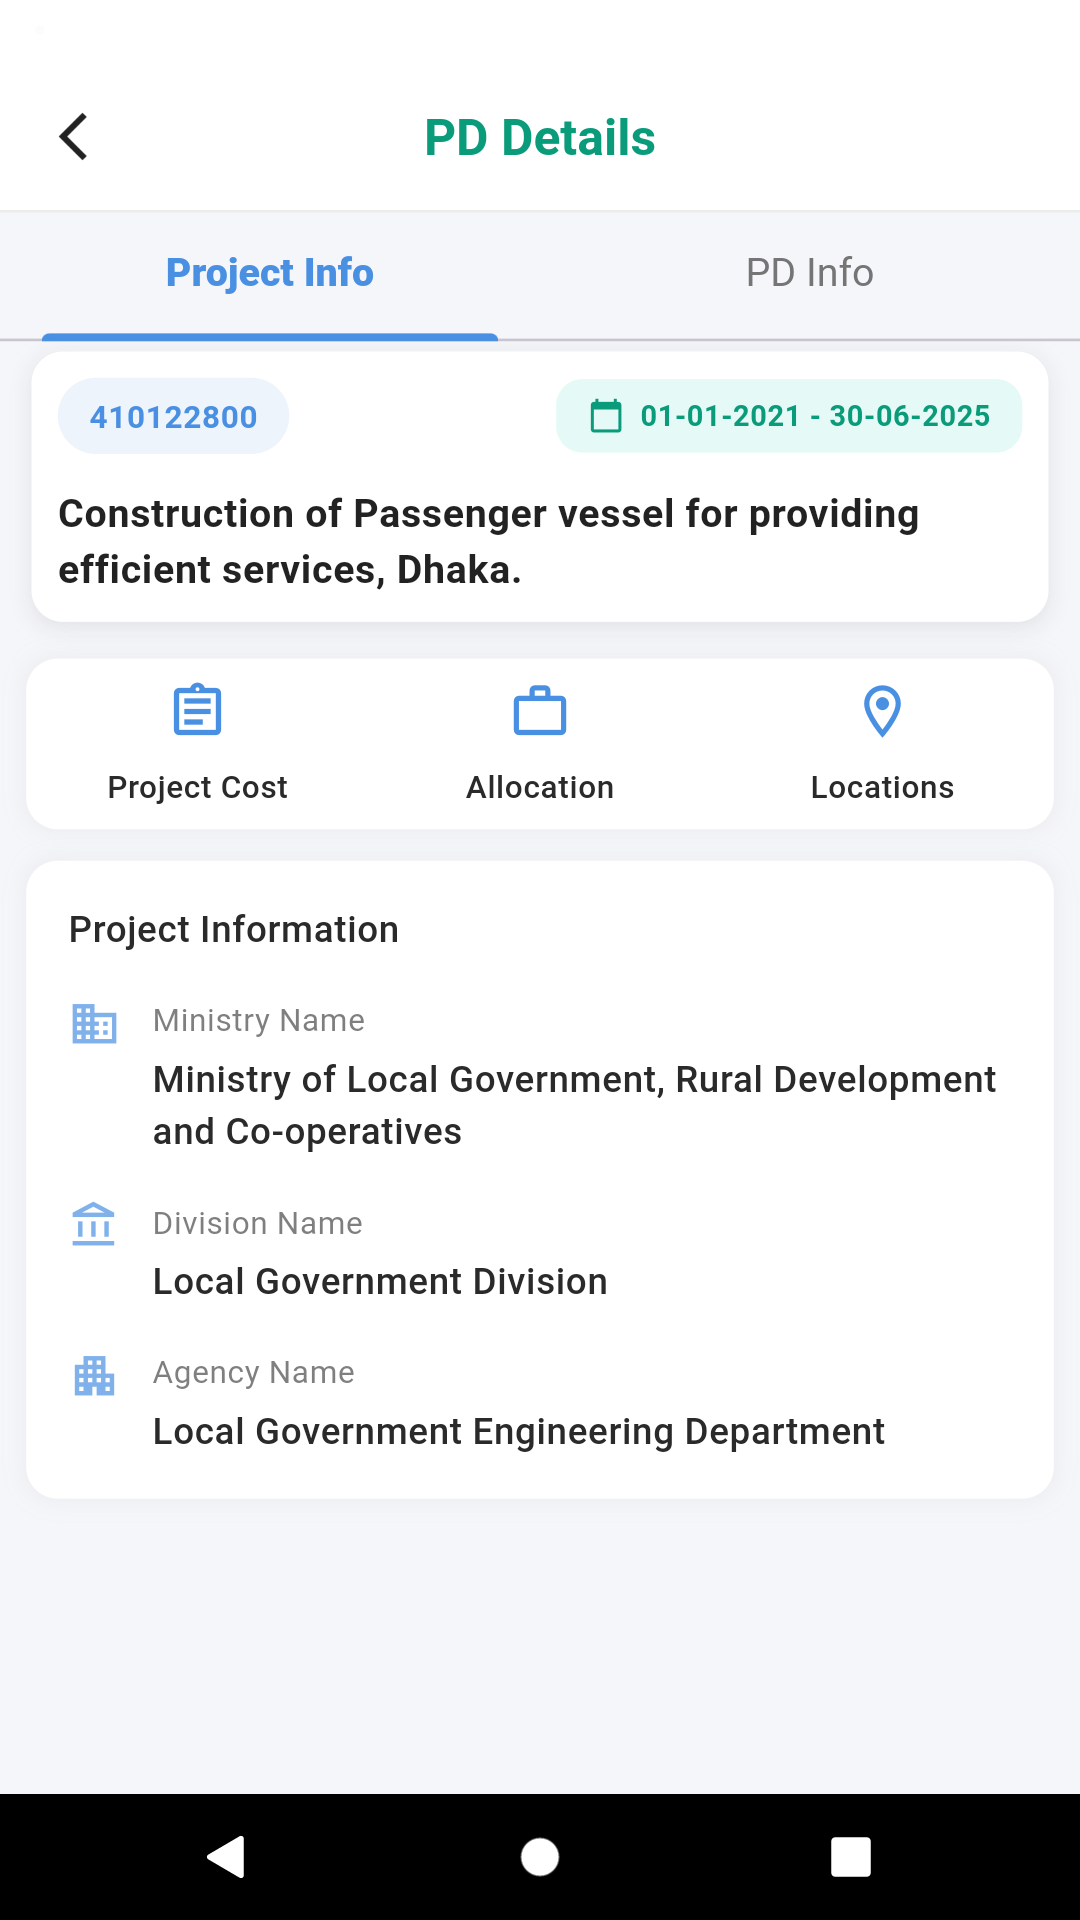 PD Details
Project Info
PD Info
410122800
01-01-2021 - 30-06-2025
Construction of Passenger vessel for providing
efficient services, Dhaka.
Project Cost
Allocation
Locations
Project Information
Ministry Name
Ministry of Local Government, Rural Development
and Co-operatives
Division Name
Local Government Division
Agency Name
Local Government Engineering Department